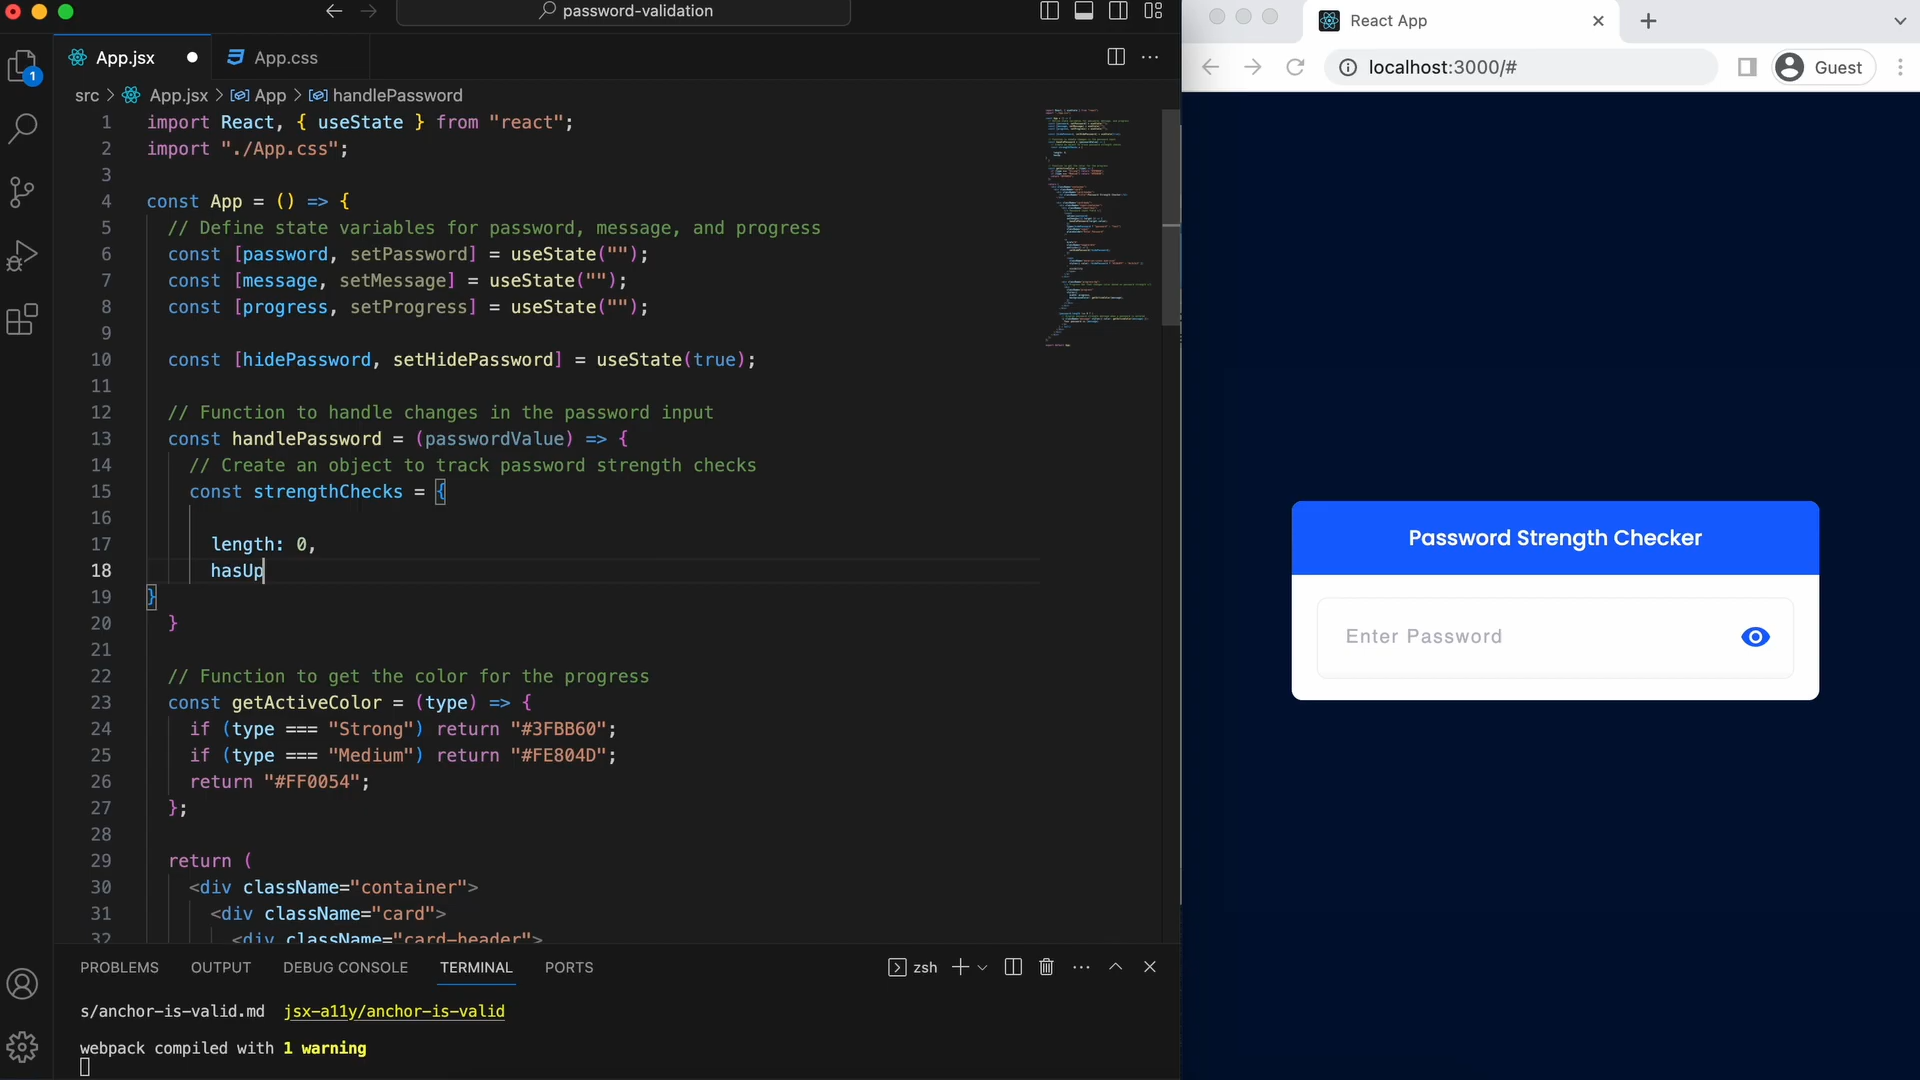 password-validation
App.jsx
App.css
src > App.jsx > App > handlePassword
1 import React, { useState } from "react";
2 import "./App.css";
3
4 const App = () => {
5 // Define state variables for password, message, and progress
6 const [password, setPassword] = useState("");
7 const [message, setMessage] = useState("");
8 const [progress, setProgress] = useState("");
9
10 const [hidePassword, setHidePassword] = useState(true);
11
12 // Function to handle changes in the password input
13 const handlePassword = (passwordValue) => {
14 // Create an object to track password strength checks
15 const strengthChecks = {
16
17 length: 0,
18 hasUp
19 }
20 }
21
22 // Function to get the color for the progress
23 const getActiveColor = (type) => {
24 if (type === "Strong") return "#3FBB60";
25 if (type === "Medium") return "#FE804D";
26 return "#FF0054";
27 };
28
29 return (
30 <div className="container">
31 <div className="card">
32 <div className="card-header">
1
PROBLEMS OUTPUT DEBUG CONSOLE TERMINAL PORTS
zsh
s/anchor-is-valid.md jsx-a11y/anchor-is-valid
webpack compiled with 1 warning
React App
localhost:3000/#
Guest
Password Strength Checker
Enter Password